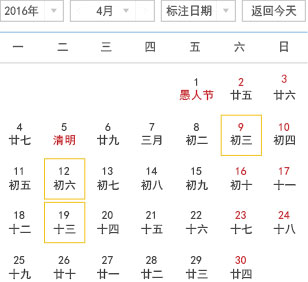 2016年 4月 标注日期 返回今天
一 二 三 四 五 六 日
1 2 3
愚人节 廿五 廿六
4 5 6 7 8 9 10
廿七 清明 廿九 三月 初二 初三 初四
11 12 13 14 15 16 17
初五 初六 初七 初八 初九 初十 十一
18 19 20 21 22 23 24
十二 十三 十四 十五 十六 十七 十八
25 26 27 28 29 30
十九 廿十 廿一 廿二 廿三 廿四